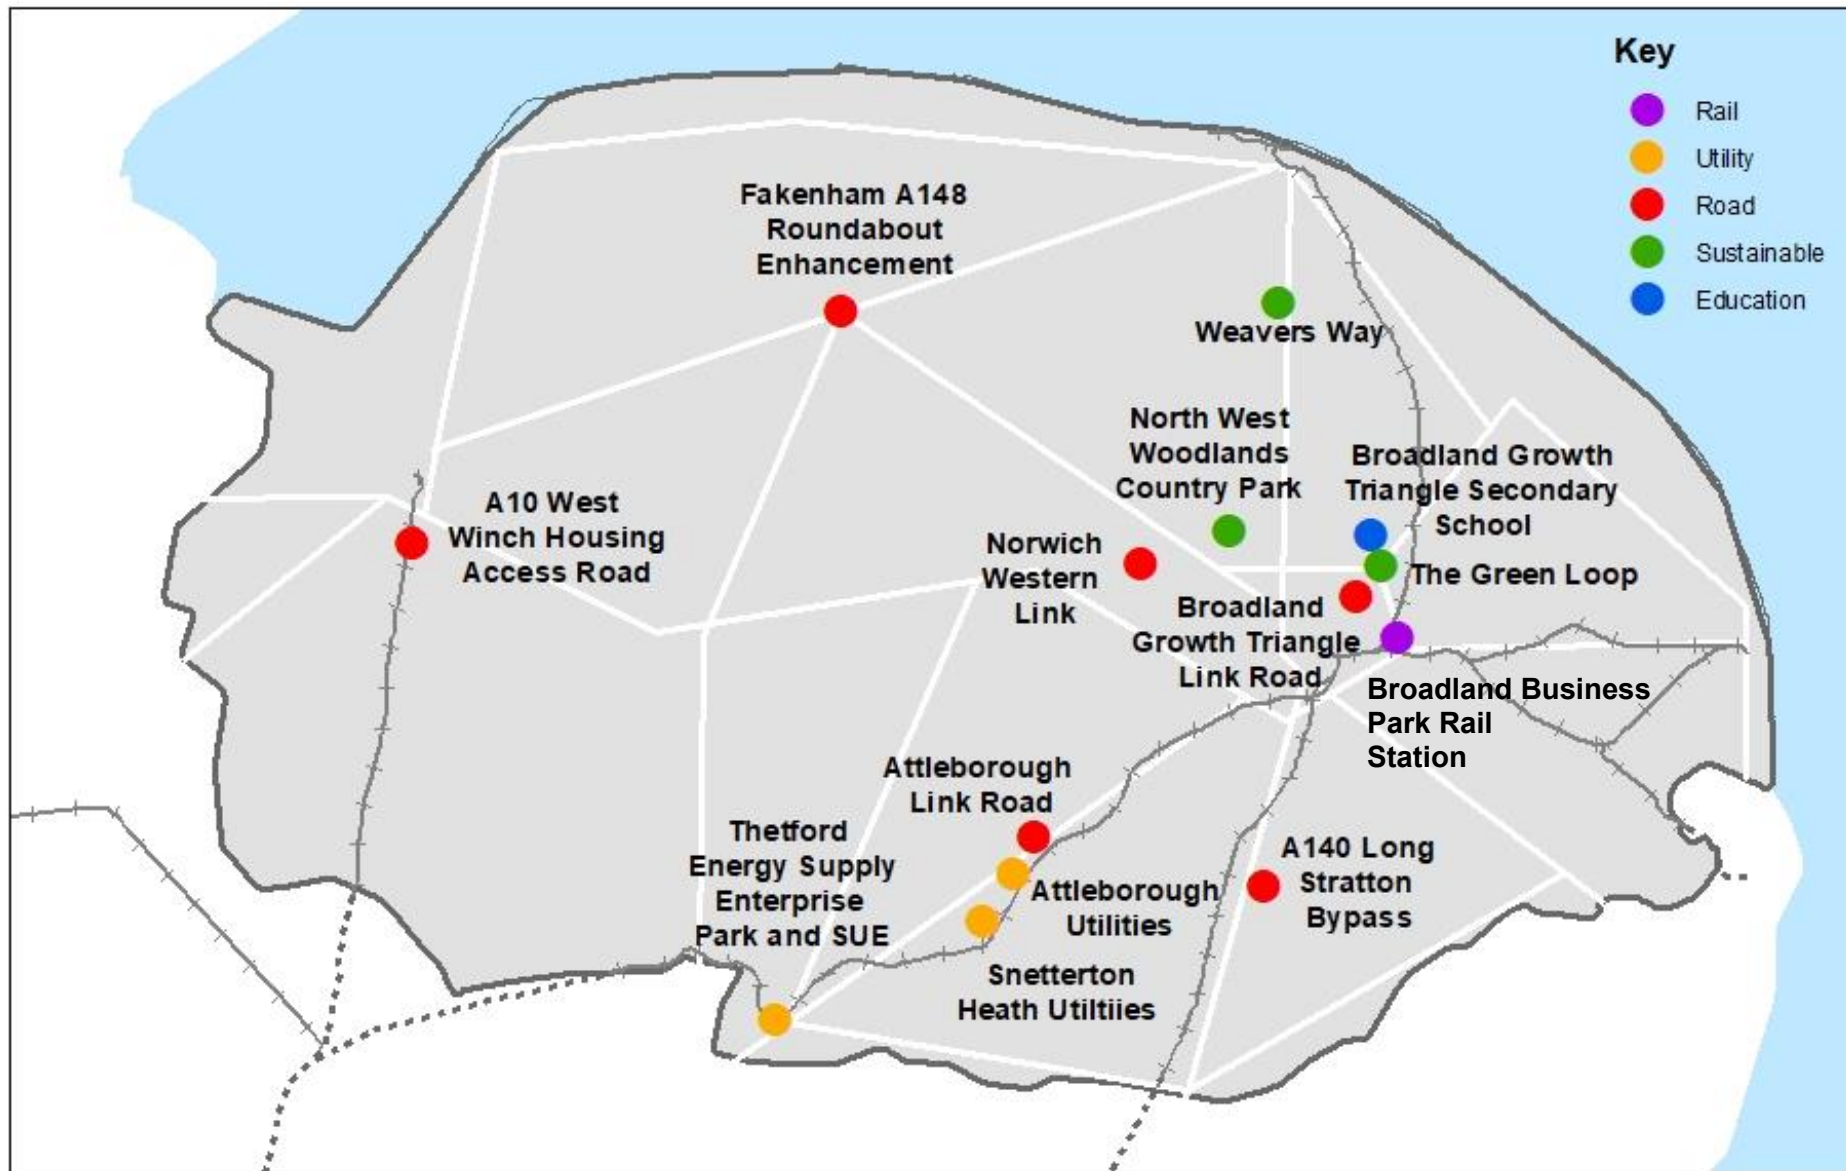 Key
Rail
Utility
Road
Sustainable
Education
Fakenham A148
Roundabout
Enhancement
Weavers Way
North West
Woodlands
Country Park
Broadland Growth
Triangle Secondary
School
A10 West
Winch Housing
Access Road
Norwich
Western
Link
The Green Loop
Broadland
Growth Triangle
Link Road
Broadland Business
Park Rail
Station
Attleborough
Link Road
Thetford
Energy Supply
Enterprise
Park and SUE
Attleborough
Utilities
A140 Long
Stratton
Bypass
Snetterton
Heath Utiltiies